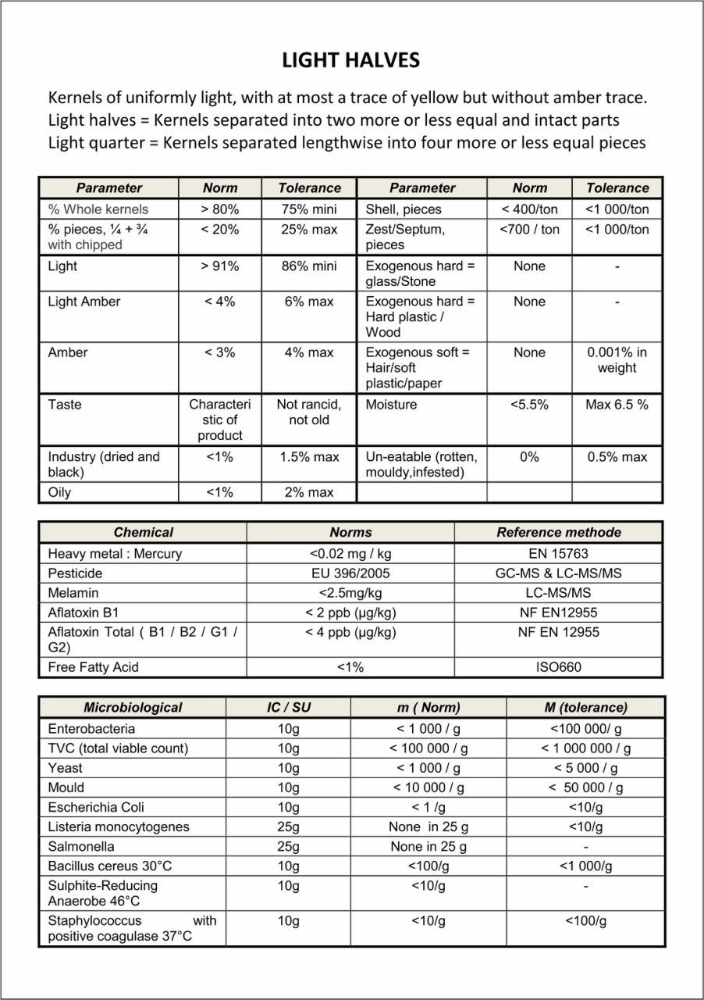 LIGHT HALVES
Kernels of uniformly light, with at most a trace of yellow but without amber trace.
Light halves = Kernels separated into two more or less equal and intact parts
Light quarter = Kernels separated lengthwise into four more or less equal pieces
Parameter Norm Tolerance Parameter Norm Tolerance
% Whole kernels > 80% 75% mini Shell, pieces < 400/ton <1 000/ton
% pieces, ¼ + ¾ < 20% 25% max Zest/Septum, <700 / ton <1 000/ton
with chipped pieces
Light > 91% 86% mini Exogenous hard = None -
glass/Stone
Light Amber < 4% 6% max Exogenous hard = None -
Hard plastic /
Wood
Amber < 3% 4% max Exogenous soft = None 0.001% in
Hair/soft weight
plastic/paper
Taste Characteri Not rancid, Moisture <5.5% Max 6.5 %
stic of not old
product
Industry (dried and <1% 1.5% max Un-eatable (rotten, 0% 0.5% max
black) mouldy,infested)
Oily <1% 2% max
Chemical Norms Reference methode
Heavy metal : Mercury <0.02 mg / kg EN 15763
Pesticide EU 396/2005 GC-MS & LC-MS/MS
Melamin <2.5mg/kg LC-MS/MS
Aflatoxin B1 < 2 ppb (µg/kg) NF EN12955
Aflatoxin Total ( B1 / B2 / G1 / < 4 ppb (µg/kg) NF EN 12955
G2)
Free Fatty Acid <1% ISO660
Microbiological IC / SU m ( Norm) M (tolerance)
Enterobacteria 10g < 1 000 / g <100 000/ g
TVC (total viable count) 10g < 100 000 / g < 1 000 000 / g
Yeast 10g < 1 000 / g < 5 000 / g
Mould 10g < 10 000 / g < 50 000 / g
Escherichia Coli 10g < 1 /g <10/g
Listeria monocytogenes 25g None in 25 g <10/g
Salmonella 25g None in 25 g -
Bacillus cereus 30°C 10g <100/g <1 000/g
Sulphite-Reducing 10g <10/g -
Anaerobe 46°C
Staphylococcus with 10g <10/g <100/g
positive coagulase 37°C